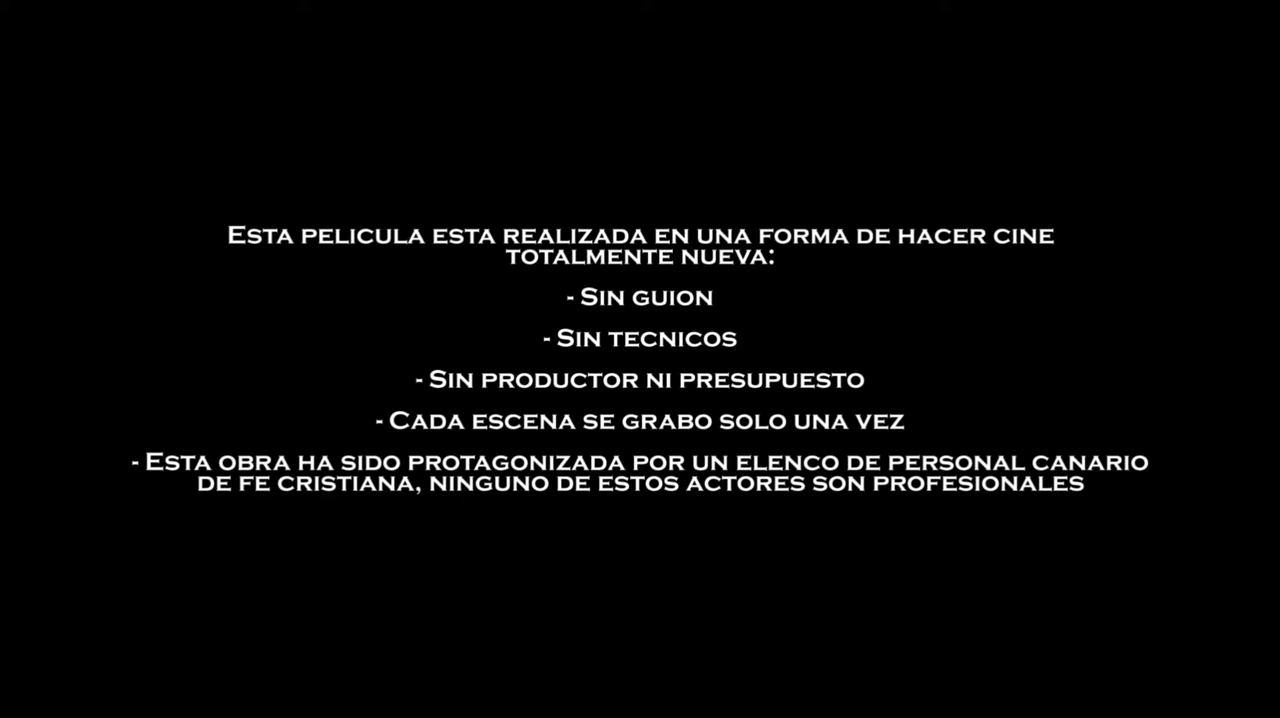 Esta pelicula esta realizada en una forma de hacer cine
totalmente nueva:
- Sin guion
- Sin tecnicos
- Sin productor ni presupuesto
- Cada escena se grabo solo una vez
- Esta obra ha sido protagonizada por un elenco de personal canario
de fe cristiana, ninguno de estos actores son profesionales